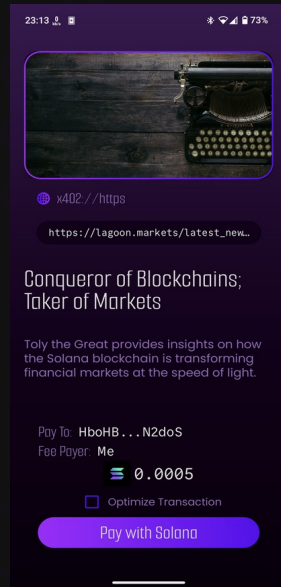 23:13
73%
x402://https
https://lagoon.markets/latest_new…
Conqueror of Blockchains;
Taker of Markets
Toly the Great provides insights on how
the Solana blockchain is transforming
financial markets at the speed of light.
Pay To: HboHB...N2doS
Fee Payer: Me
0.0005
Optimize Transaction
Pay with Solana